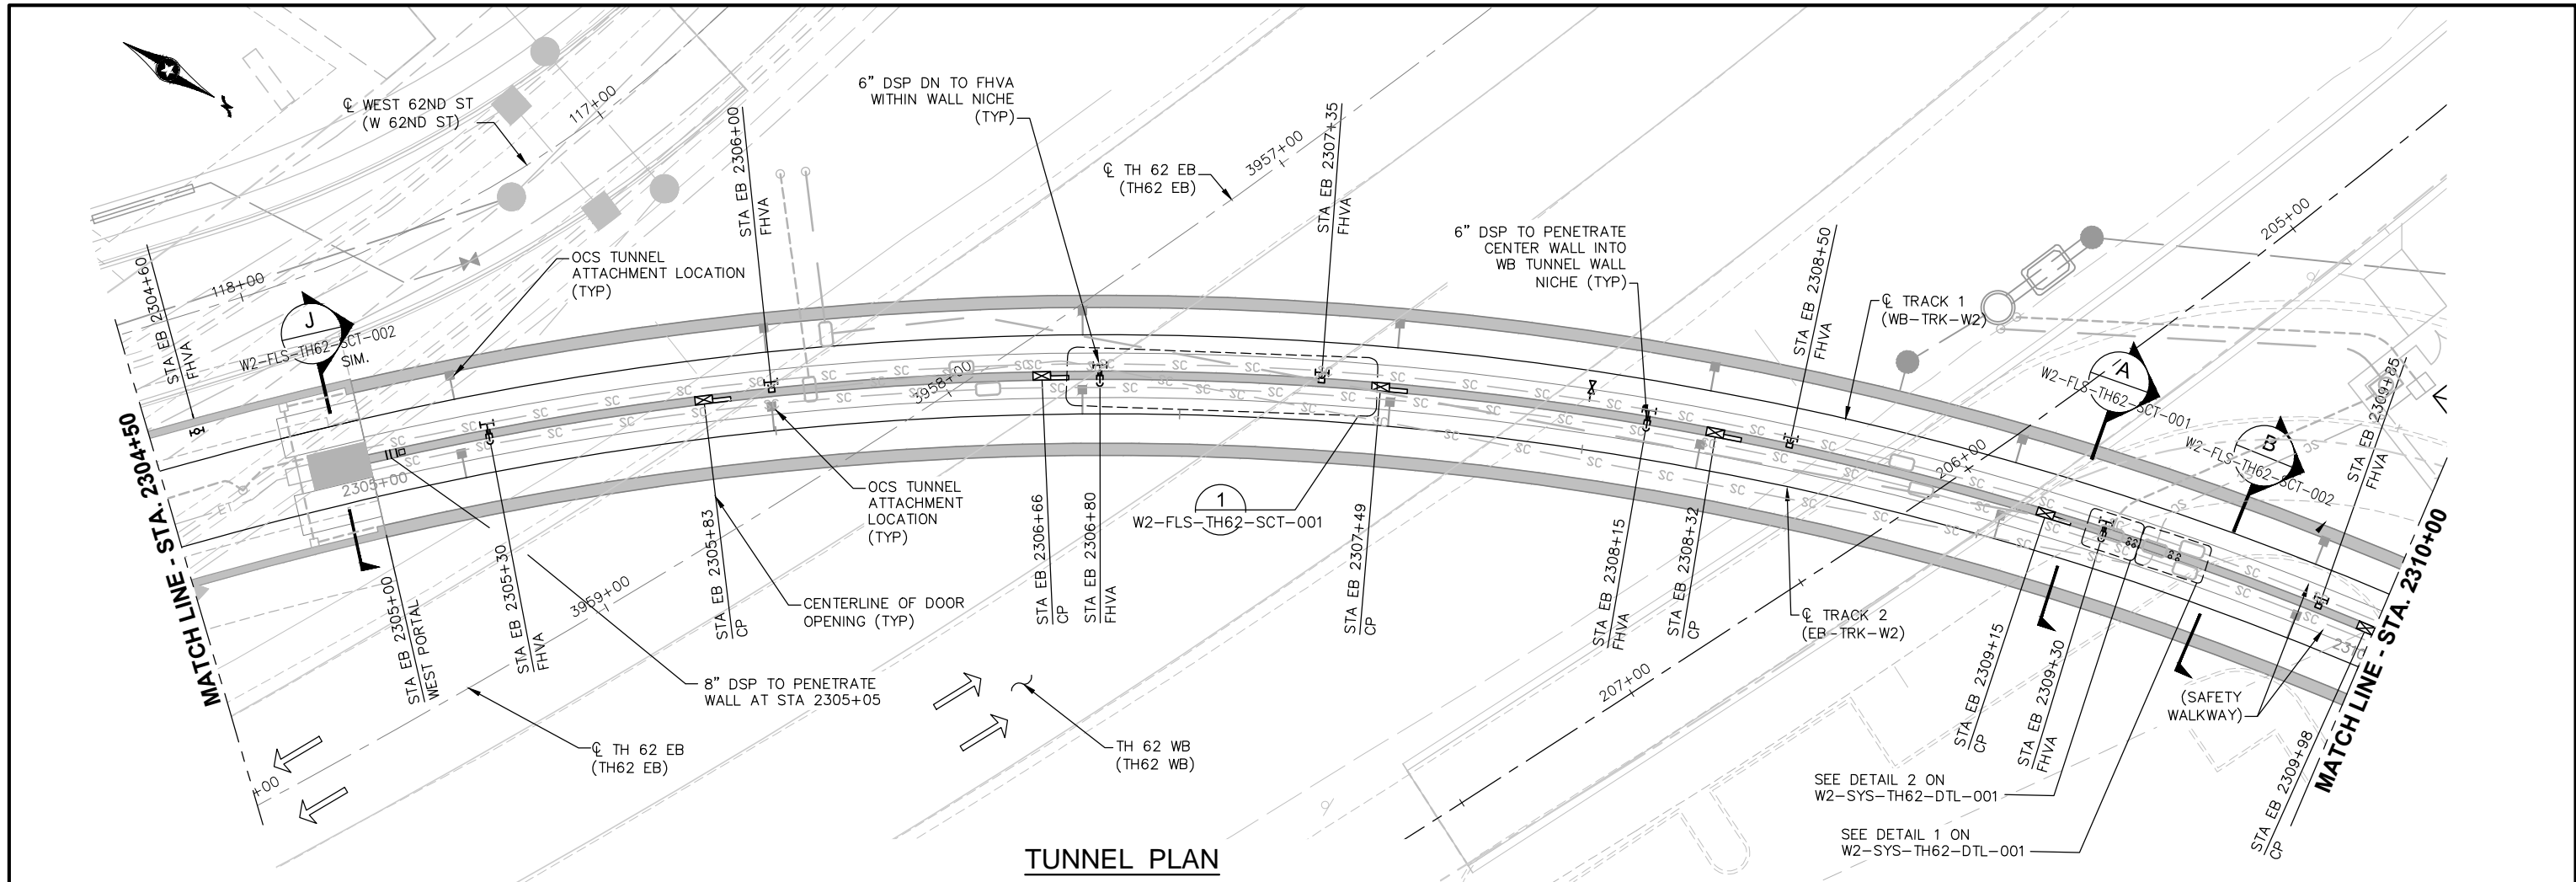 ℄ WEST 62ND ST
(W 62ND ST)
117+00
118+00
STA EB 2304+60
FHVA
J
W2-FLS-TH62-SCT-002
SIM.
OCS TUNNEL
ATTACHMENT LOCATION
(TYP)
STA EB 2306+00
FHVA
6” DSP DN TO FHVA
WITHIN WALL NICHE
(TYP)
℄ TH 62 EB
(TH62 EB)
3957+00
STA EB 2307+35
FHVA
6” DSP TO PENETRATE
CENTER WALL INTO
WB TUNNEL WALL
NICHE (TYP)
STA EB 2308+50
FHVA
℄ TRACK 1
(WB-TRK-W2)
205+00
A
W2-FLS-TH62-SCT-001
B
W2-FLS-TH62-SCT-002
STA EB 2309+85
FHVA
MATCH LINE - STA. 2304+50
2305+00
3958+00
206+00
2310
MATCH LINE - STA. 2310+00
STA EB 2305+00
WEST PORTAL
STA EB 2305+30
FHVA
8” DSP TO PENETRATE
WALL AT STA 2305+05
3959+00
STA EB 2305+83
CP
CENTERLINE OF DOOR
OPENING (TYP)
OCS TUNNEL
ATTACHMENT
LOCATION
(TYP)
STA EB 2306+66
CP
STA EB 2306+80
FHVA
1
W2-FLS-TH62-SCT-001
STA EB 2307+49
CP
STA EB 2308+15
FHVA
STA EB 2308+32
CP
℄ TRACK 2
(EB-TRK-W2)
207+00
STA EB 2309+15
CP
STA EB 2309+30
FHVA
(SAFETY
WALKWAY)
STA EB 2309+98
CP
SEE DETAIL 2 ON
W2-SYS-TH62-DTL-001
SEE DETAIL 1 ON
W2-SYS-TH62-DTL-001
+00
℄ TH 62 EB
(TH62 EB)
TH 62 WB
(TH62 WB)
TUNNEL PLAN